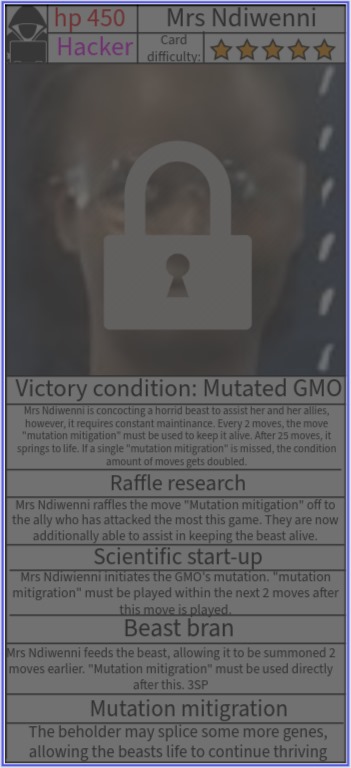 hp 450
Mrs Ndiwenni
Hacker
Card
difficulty:
Victory condition: Mutated GMO
Mrs Ndiwenni is concocting a horrid beast to assist her and her allies,
however, it requires constant maintinance. Every 2 moves, the move
"mutation mitigation" must be used to keep it alive. After 25 moves, it
springs to life. If a single "mutation mitigration" is missed, the condition
amount of moves gets doubled.
Raffle research
Mrs Ndiwenni raffles the move "Mutation mitigation" off to
the ally who has attacked the most this game. They are now
additionally able to assist in keeping the beast alive.
Scientific start-up
Mrs Ndiwienni initiates the GMO's mutation. "mutation
mitigration" must be played within the next 2 moves after
this move is played.
Beast bran
Mrs Ndiwenni feeds the beast, allowing it to be summoned 2
moves earlier. "Mutation mitigration" must be used directly
after this. 3SP
Mutation mitigration
The beholder may splice some more genes,
allowing the beasts life to continue thriving